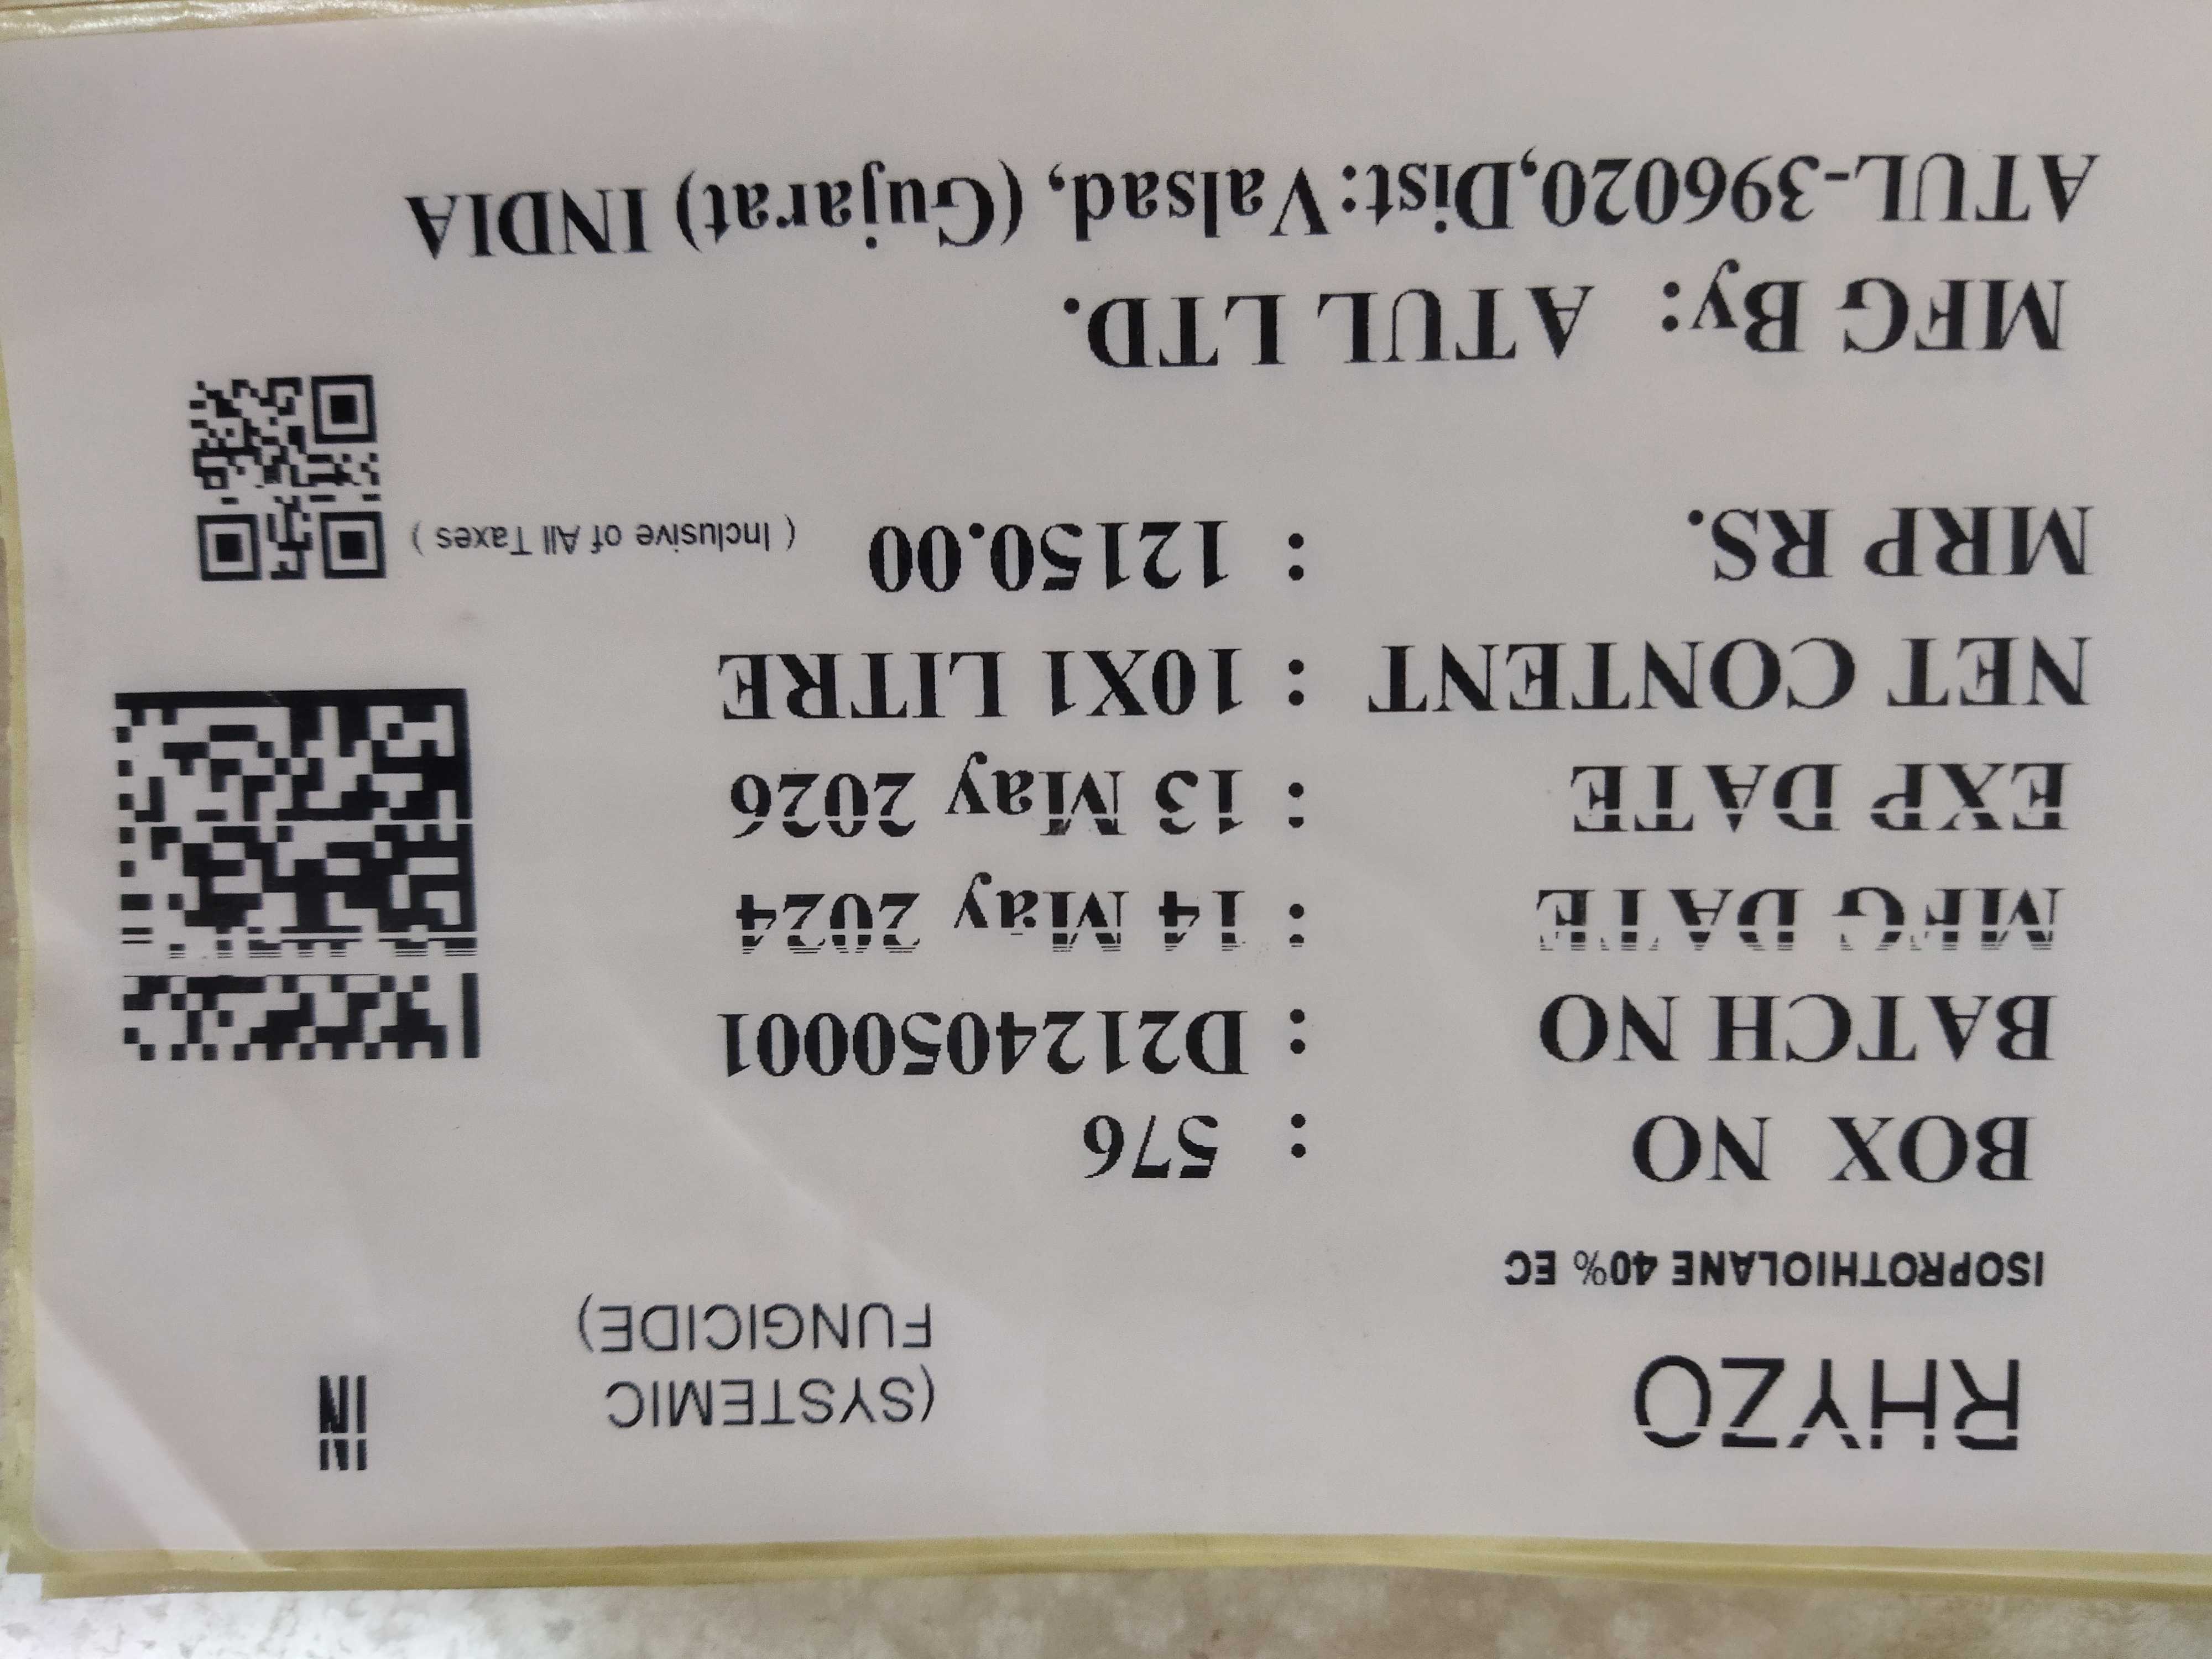 RHYZO (SYSTEMIC FUNGICIDE) IN
ISOPROTHIOLANE 40% EC
BOX NO : 576
BATCH NO : D2124050001
MFG DATE : 14 May 2024
EXP DATE : 13 May 2026
NET CONTENT : 10X1 LITRE
MRP RS. : 12150.00 ( Inclusive of All Taxes )
MFG By: ATUL LTD.
ATUL-396020,Dist:Valsad, (Gujarat) INDIA